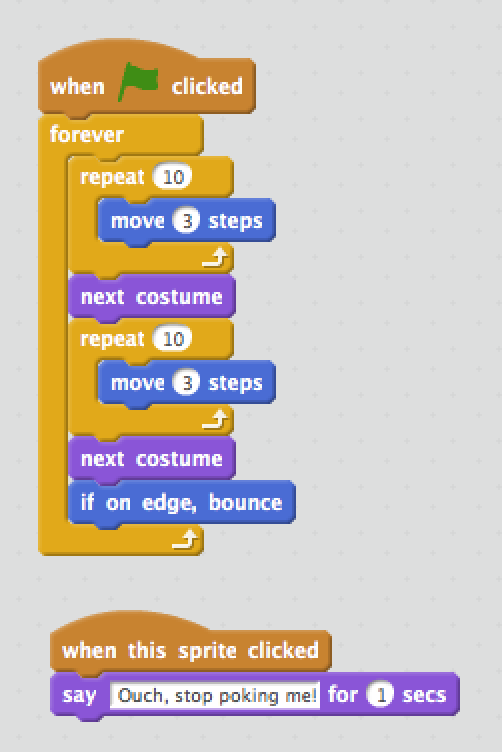 when clicked
forever
repeat 10
move 3 steps
next costume
repeat 10
move 3 steps
next costume
if on edge, bounce
when this sprite clicked
say Ouch, stop poking me! for 1 secs